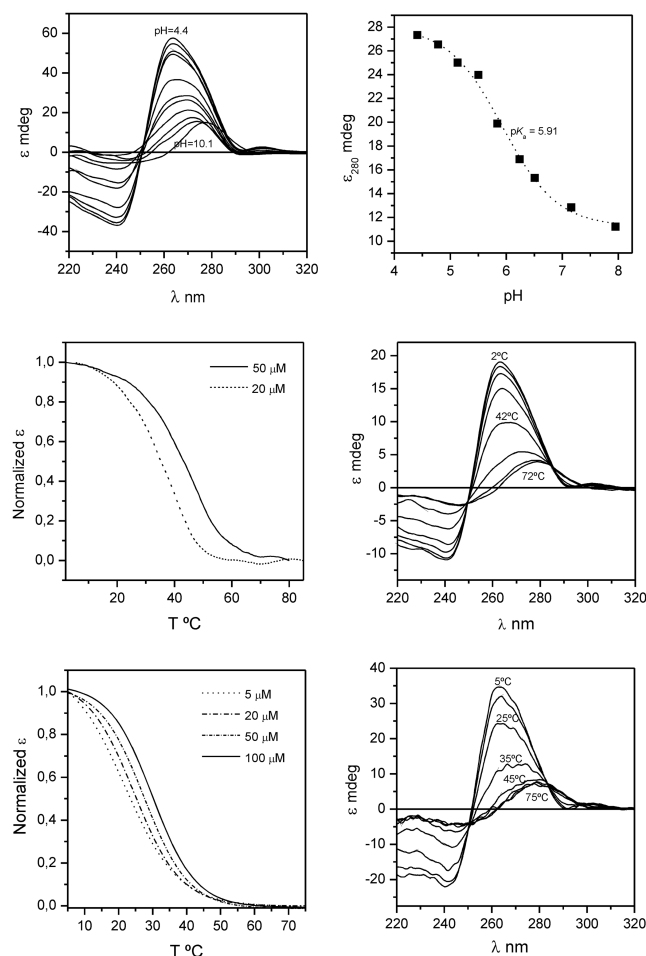 60
40
20
0
-20
-40
ε mdeg
pH=4.4
pH=10.1
220 240 260 280 300 320
λ nm
28
26
24
22
20
18
16
14
12
10
ε280 mdeg
pKa = 5.91
4 5 6 7 8
pH
1,0
0,8
0,6
0,4
0,2
0,0
Normalized ε
50 μM
20 μM
20 40 60 80
T ºC
20
15
10
5
0
-5
-10
ε mdeg
2ºC
42ºC
72ºC
220 240 260 280 300 320
λ nm
1,0
0,8
0,6
0,4
0,2
0,0
Normalized ε
5 μM
20 μM
50 μM
100 μM
10 20 30 40 50 60 70
T ºC
40
30
20
10
0
-10
-20
ε mdeg
5ºC
25ºC
35ºC
45ºC
75ºC
220 240 260 280 300 320
λ nm